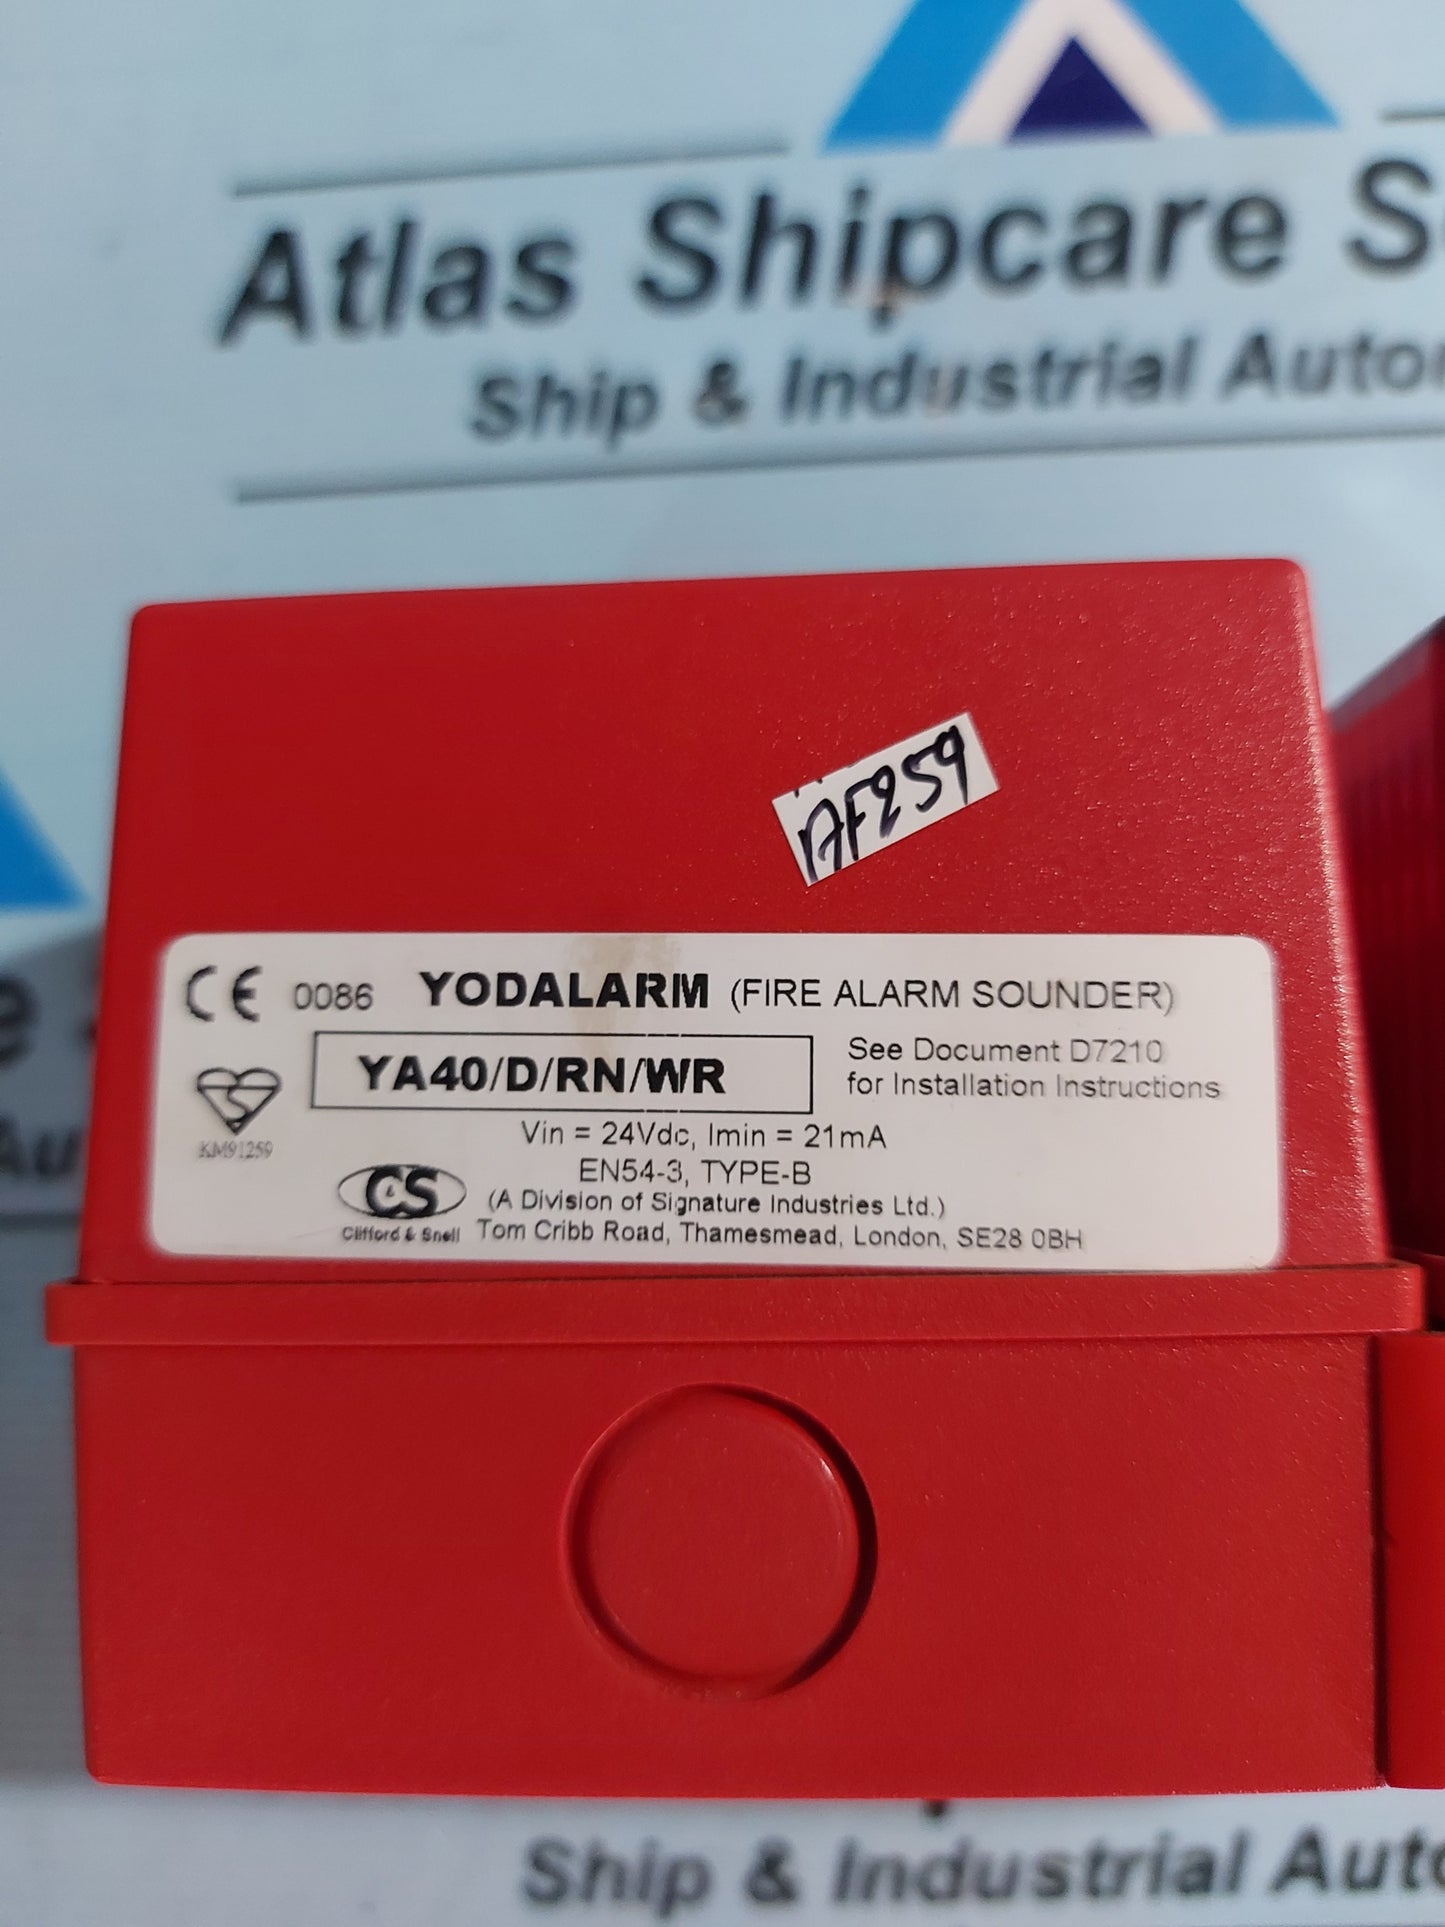 Atlas Shipcare S
Ship & Industrial Autom
AF259
CE 0086 YODALARM (FIRE ALARM SOUNDER)
YA40/D/RN/WR
See Document D7210
for Installation Instructions
KM91259
Vin = 24Vdc, Imin = 21mA
EN54-3, TYPE-B
C&S (A Division of Signature Industries Ltd.)
Clifford & Snell Tom Cribb Road, Thamesmead, London, SE28 0BH
Ship & Industrial Auto